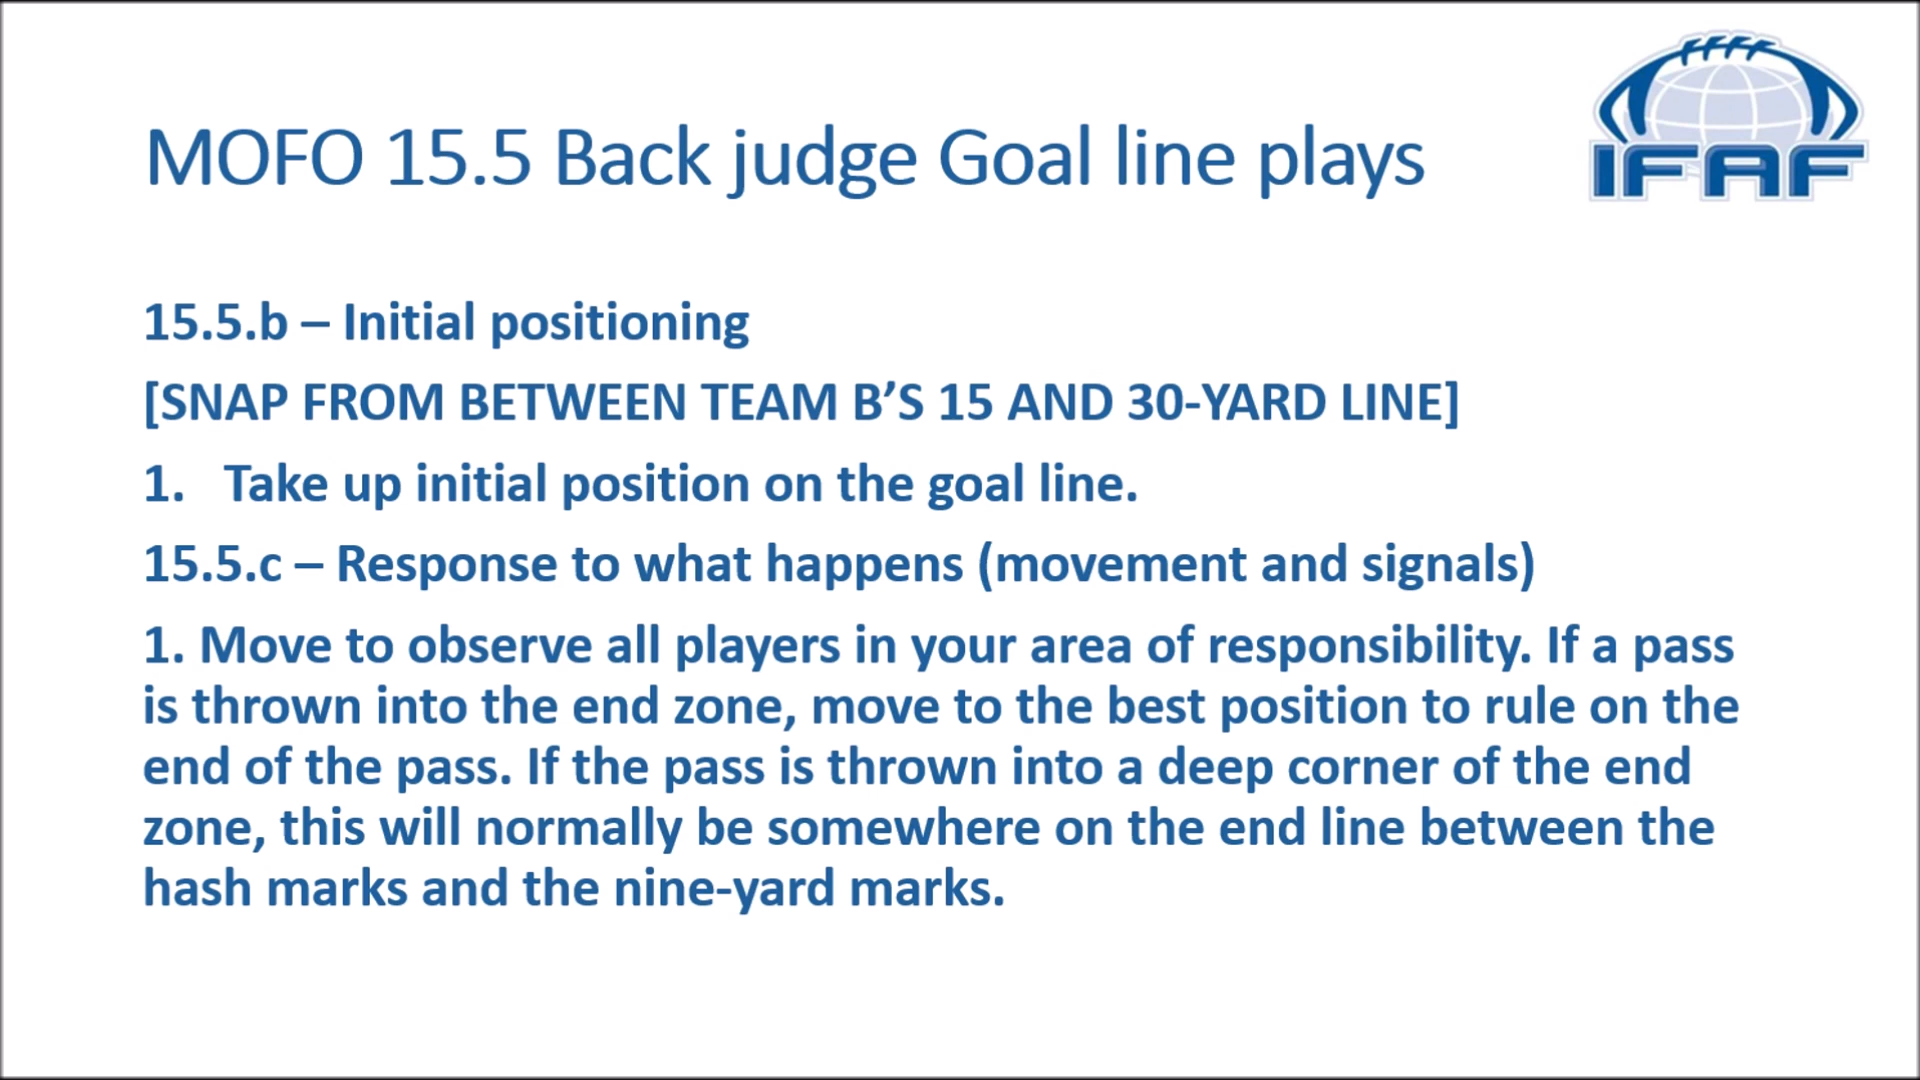 MOFO 15.5 Back judge Goal line plays
IFAF
15.5.b – Initial positioning
[SNAP FROM BETWEEN TEAM B’S 15 AND 30-YARD LINE]
1. Take up initial position on the goal line.
15.5.c – Response to what happens (movement and signals)
1. Move to observe all players in your area of responsibility. If a pass
is thrown into the end zone, move to the best position to rule on the
end of the pass. If the pass is thrown into a deep corner of the end
zone, this will normally be somewhere on the end line between the
hash marks and the nine-yard marks.